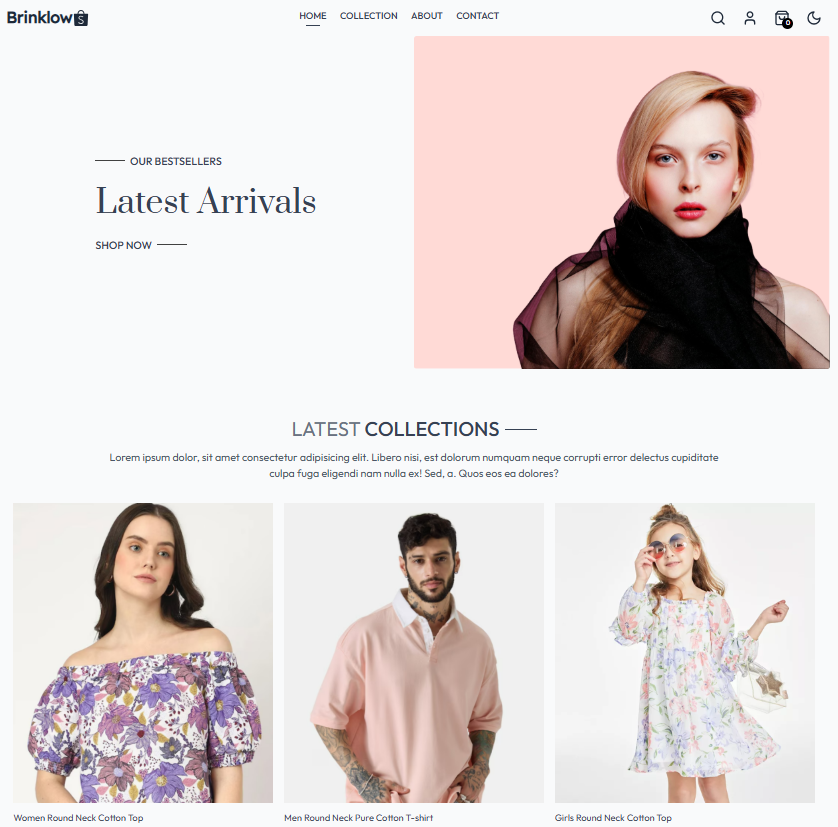 Brinklow S
HOME COLLECTION ABOUT CONTACT
0
OUR BESTSELLERS
Latest Arrivals
SHOP NOW
LATEST COLLECTIONS
Lorem ipsum dolor, sit amet consectetur adipisicing elit. Libero nisi, est dolorum numquam neque corrupti error delectus cupiditate
culpa fuga eligendi nam nulla ex! Sed, a. Quos eos ea dolores?
Women Round Neck Cotton Top
Men Round Neck Pure Cotton T-shirt
Girls Round Neck Cotton Top